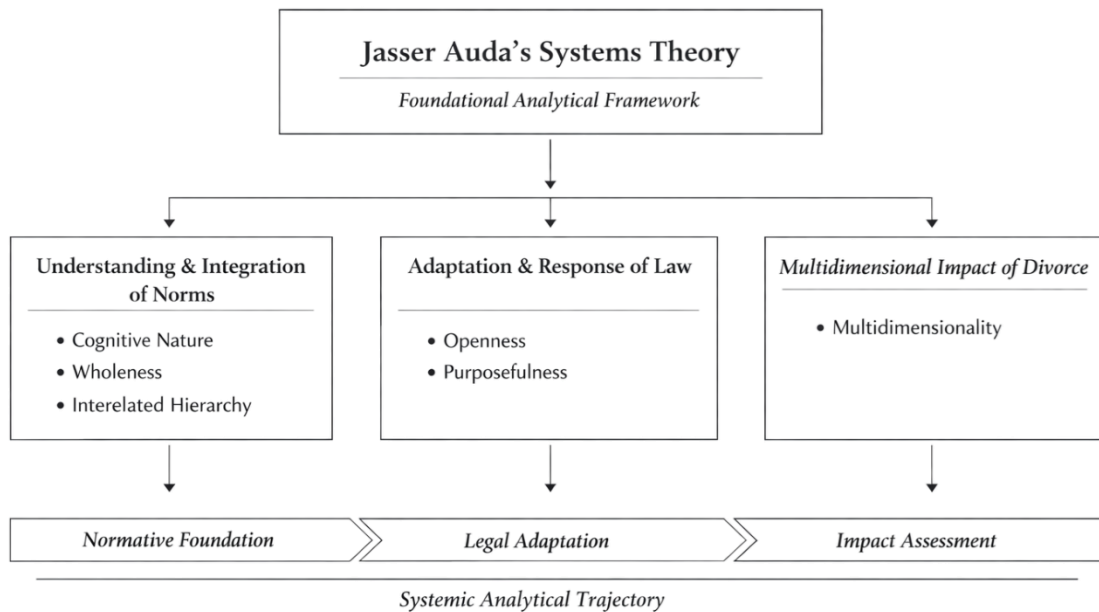 Jasser Auda's Systems Theory
Foundational Analytical Framework
Understanding & Integration
of Norms
• Cognitive Nature
• Wholeness
• Interelated Hierarchy
Adaptation & Response of Law
• Openness
• Purposefulness
Multidimensional Impact of Divorce
• Multidimensionality
Normative Foundation
Legal Adaptation
Impact Assessment
Systemic Analytical Trajectory